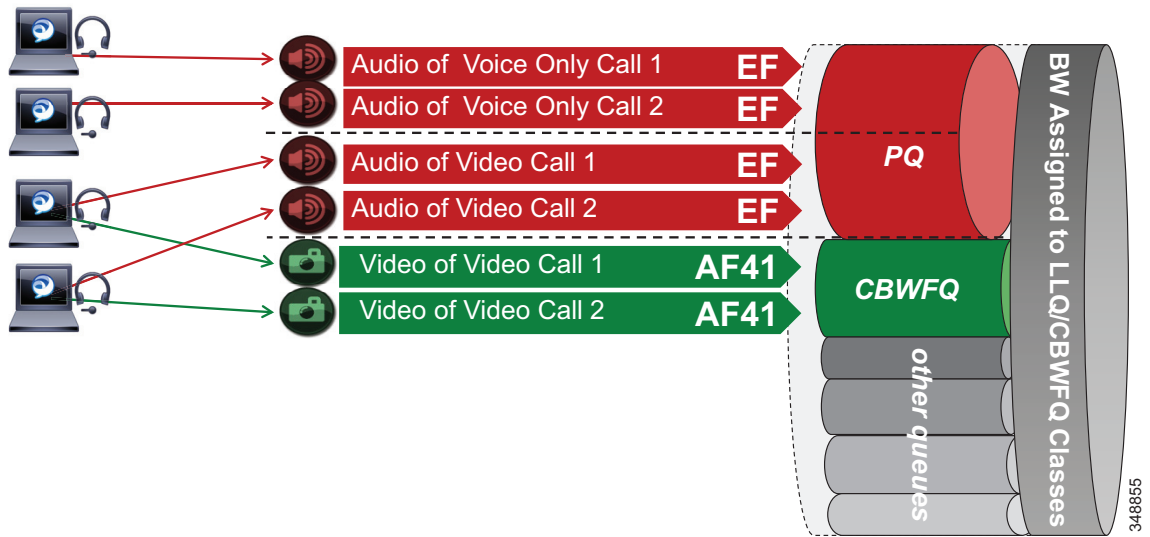 Audio of Voice Only Call 1 EF
Audio of Voice Only Call 2 EF
Audio of Video Call 1 EF
Audio of Video Call 2 EF
Video of Video Call 1 AF41
Video of Video Call 2 AF41
PQ
CBWFQ
other queues
BW Assigned to LLQ/CBWFQ Classes
348855